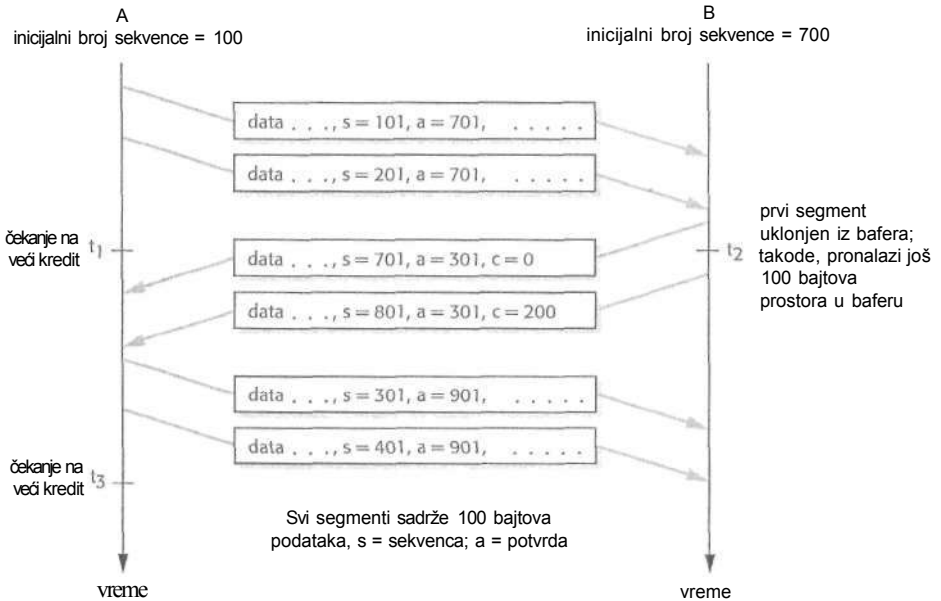 A
inicijalni broj sekvence = 100
B
inicijalni broj sekvence = 700
data . . ., s = 101, a = 701, . . . . .
data . . ., s = 201, a = 701, . . . . .
čekanje na
veći kredit
t1
data . . ., s = 701, a = 301, c = 0
t2
prvi segment
uklonjen iz bafera;
takode, pronalazi još
100 bajtova
prostora u baferu
data . . ., s = 801, a = 301, c = 200
data . . ., s = 301, a = 901, . . . . .
data . . ., s = 401, a = 901, . . . . .
čekanje na
veći kredit
t3
Svi segmenti sadrže 100 bajtova
podataka, s = sekvenca; a = potvrda
vreme
vreme